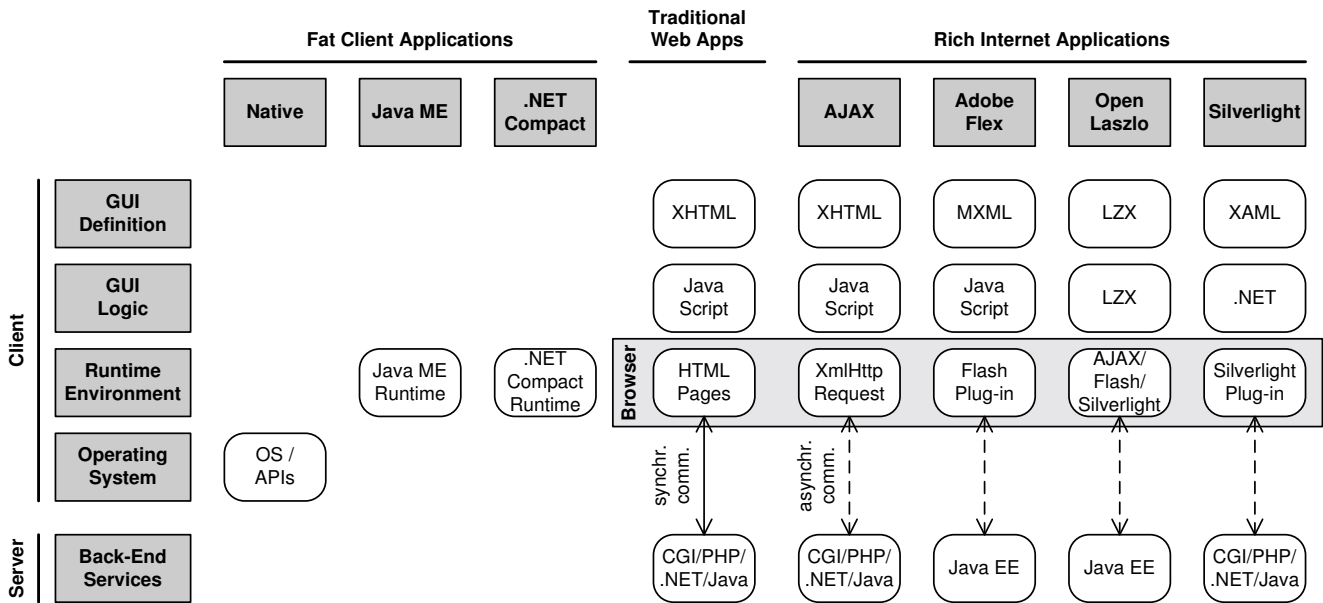 Traditional
Web Apps
Fat Client Applications
Rich Internet Applications
Native
Java ME
.NET
Compact
AJAX
Adobe
Flex
Open
Laszlo
Silverlight
Client
GUI
Definition
XHTML
XHTML
MXML
LZX
XAML
GUI
Logic
Java
Script
Java
Script
Java
Script
LZX
.NET
Runtime
Environment
Java ME
Runtime
.NET
Compact
Runtime
Browser
HTML
Pages
XmlHttp
Request
Flash
Plug-in
AJAX/
Flash/
Silverlight
Silverlight
Plug-in
Operating
System
OS /
APIs
synchr.
comm.
asynchr.
comm.
Server
Back-End
Services
CGI/PHP/
.NET/Java
CGI/PHP/
.NET/Java
Java EE
Java EE
CGI/PHP/
.NET/Java